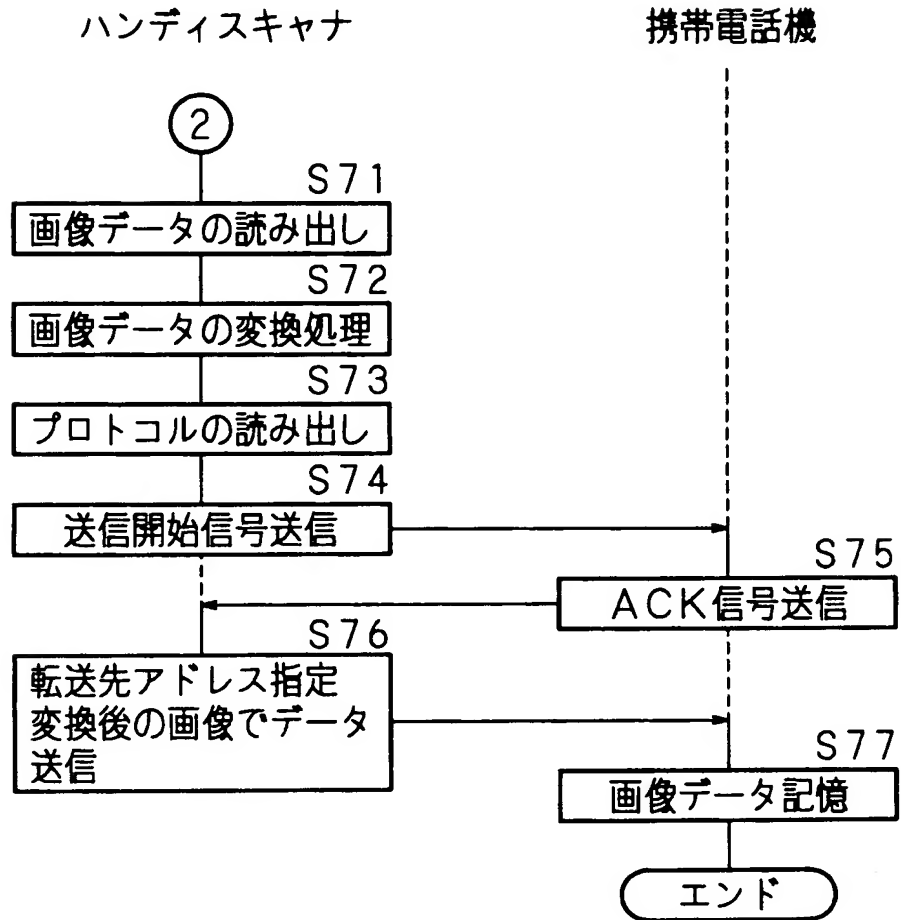 ハンディスキャナ
携帯電話機
2
S71
画像データの読み出し
S72
画像データの変換処理
S73
プロトコルの読み出し
S74
送信開始信号送信
S75
ACK信号送信
S76
転送先アドレス指定
変換後の画像でデータ
送信
S77
画像データ記憶
エンド